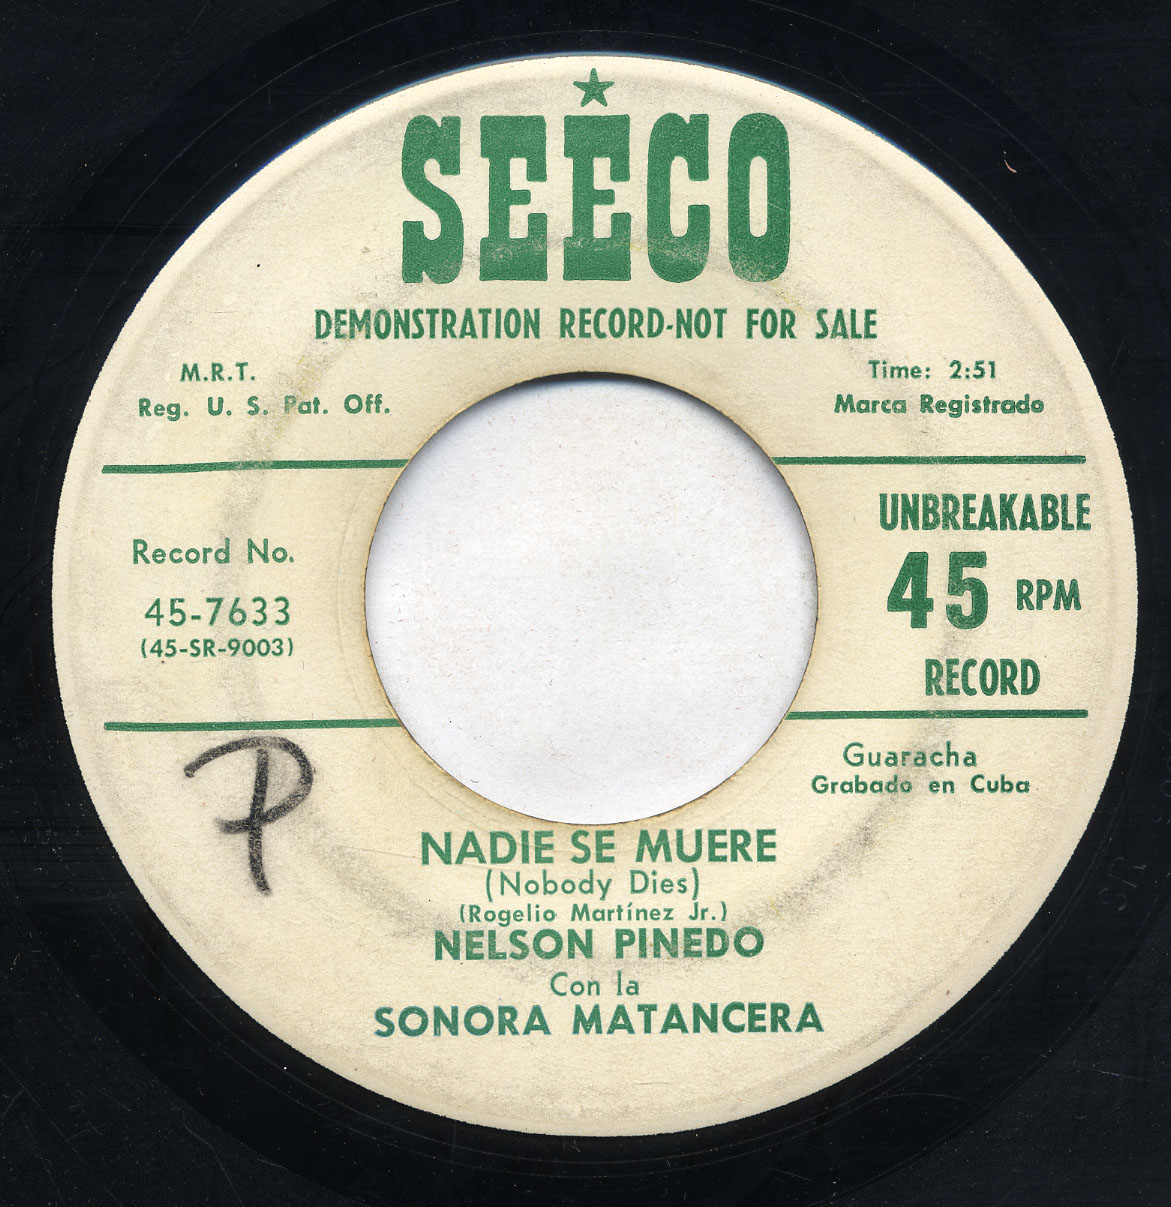 SEECO
DEMONSTRATION RECORD-NOT FOR SALE
M.R.T.
Reg. U. S. Pat. Off.
Time: 2:51
Marca Registrado
Record No.
45-7633
(45-SR-9003)
UNBREAKABLE
45 RPM
RECORD
P
Guaracha
Grabado en Cuba
NADIE SE MUERE
(Nobody Dies)
(Rogelio Martínez Jr.)
NELSON PINEDO
Con la
SONORA MATANCERA